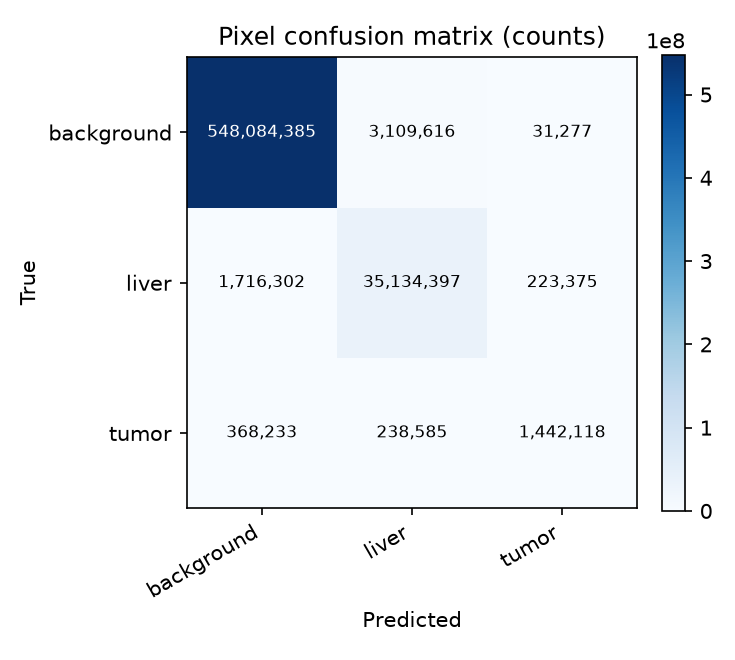 Pixel confusion matrix (counts)
1e8
background 548,084,385 3,109,616 31,277
liver 1,716,302 35,134,397 223,375
tumor 368,233 238,585 1,442,118
True
background liver tumor
Predicted
5
4
3
2
1
0